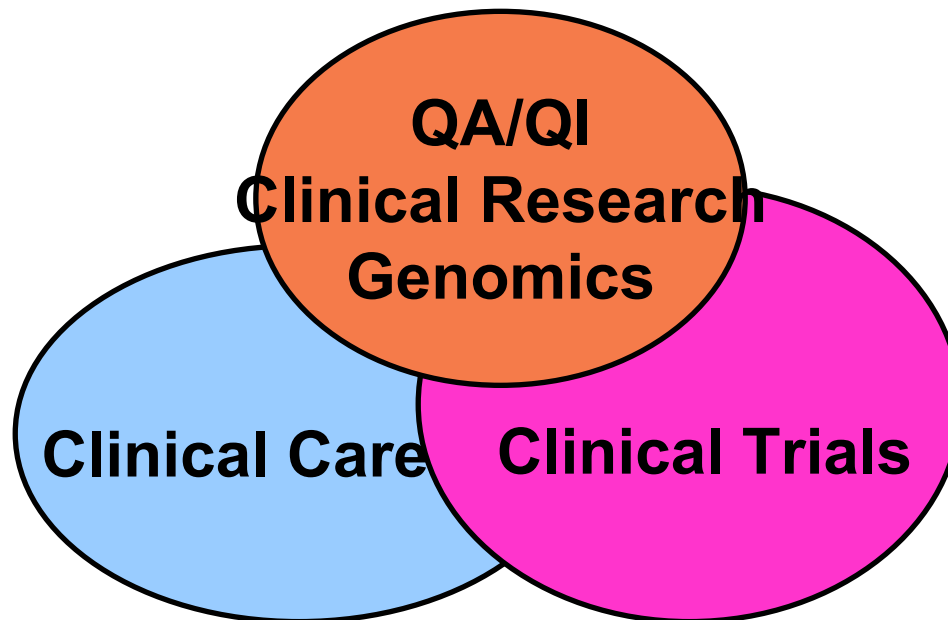 QA/QI
Clinical Research
Genomics
Clinical Care
Clinical Trials